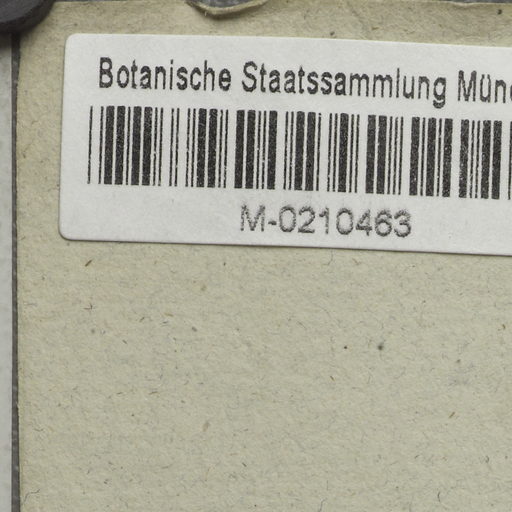 Botanische Staatssammlung Mün
M-0210463